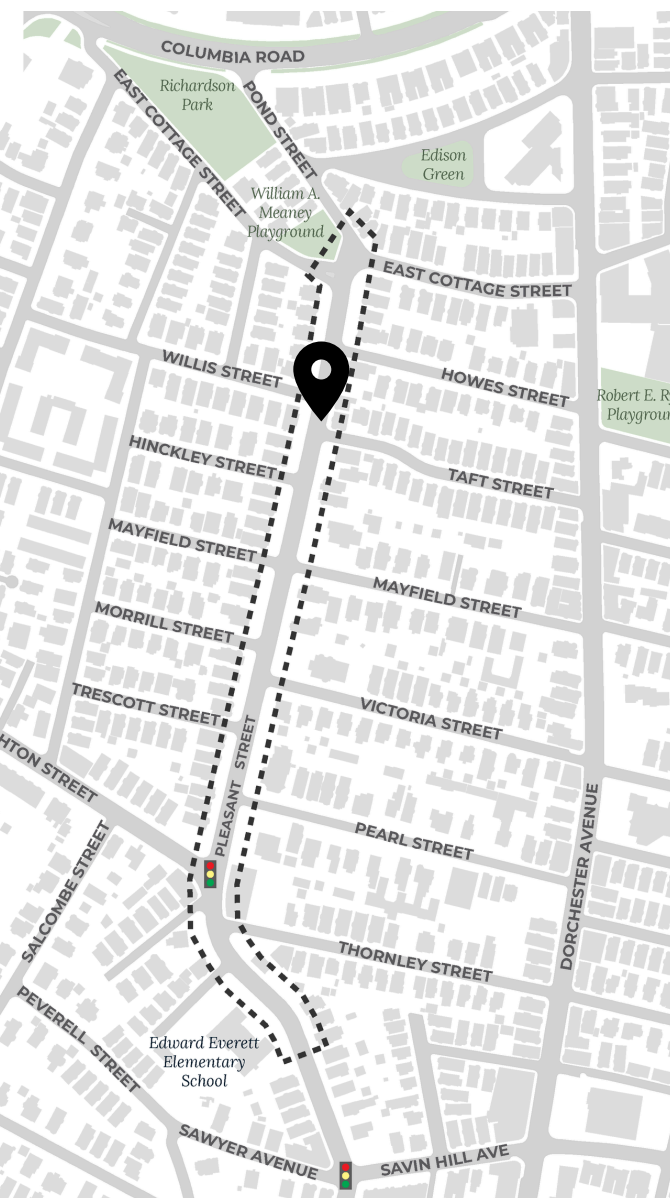 COLUMBIA ROAD
Richardson
Park
EAST COTTAGE STREET
POND STREET
Edison
Green
William A.
Meaney
Playground
EAST COTTAGE STREET
WILLIS STREET
HOWES STREET
Robert E. Ry
Playgroun
HINCKLEY STREET
TAFT STREET
MAYFIELD STREET
MAYFIELD STREET
MORRILL STREET
TRESCOTT STREET
VICTORIA STREET
PLEASANT STREET
HTON STREET
PEARL STREET
DORCHESTER AVENUE
SALCOMBE STREET
THORNLEY STREET
PEVERELL STREET
Edward Everett
Elementary
School
SAWYER AVENUE
SAVIN HILL AVE